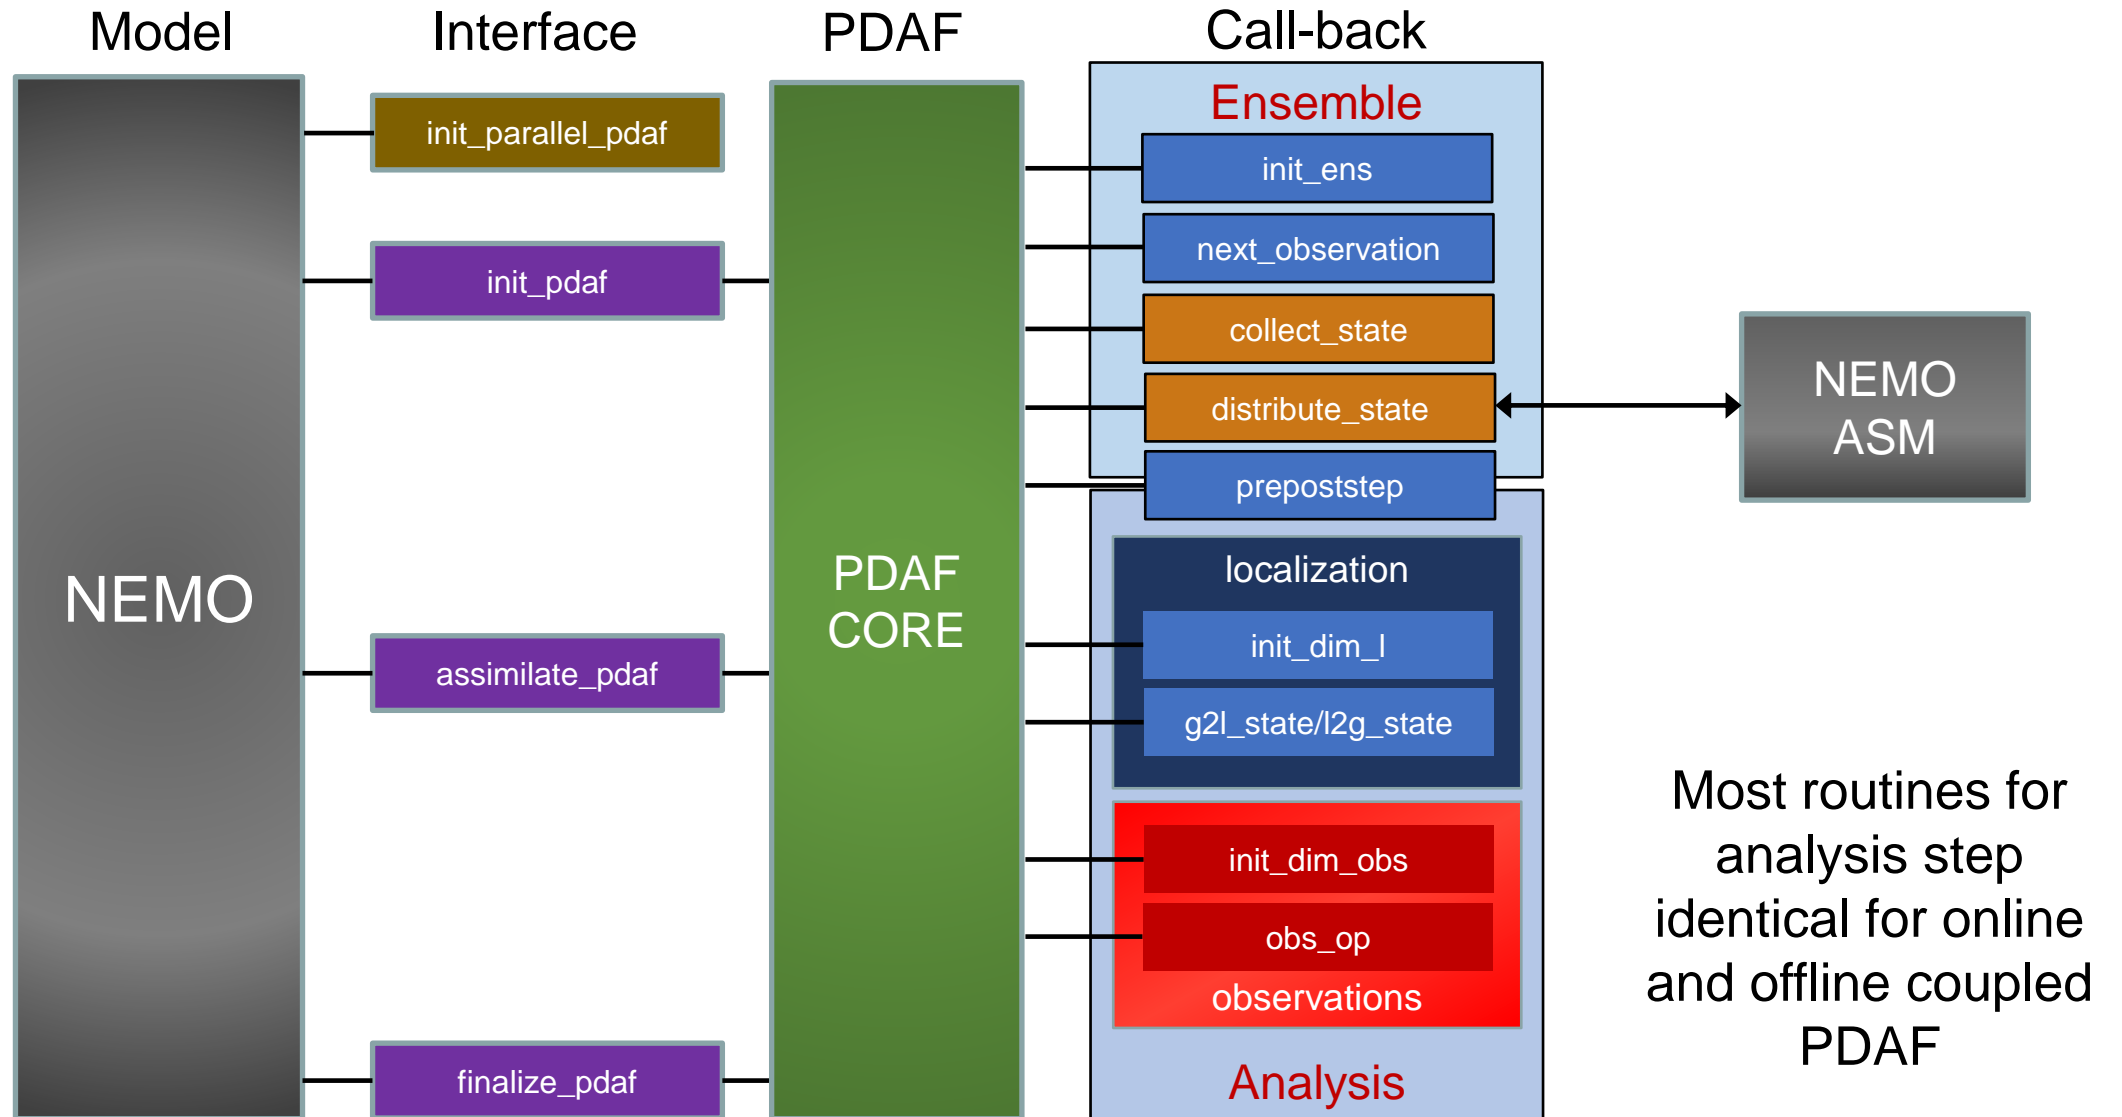 Model
Interface
PDAF
Call-back
NEMO
init_parallel_pdaf
init_pdaf
assimilate_pdaf
finalize_pdaf
PDAF
CORE
Ensemble
init_ens
next_observation
collect_state
distribute_state
prepoststep
localization
init_dim_l
g2l_state/l2g_state
init_dim_obs
obs_op
observations
Analysis
NEMO
ASM
Most routines for
analysis step
identical for online
and offline coupled
PDAF